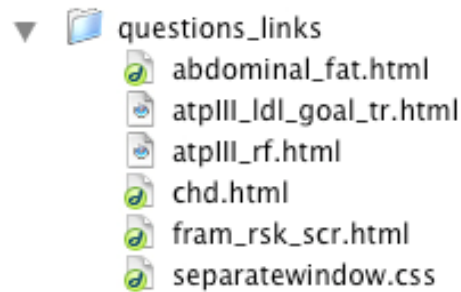 questions_links
abdominal_fat.html
atpIII_ldl_goal_tr.html
atpIII_rf.html
chd.html
fram_rsk_scr.html
separatewindow.css